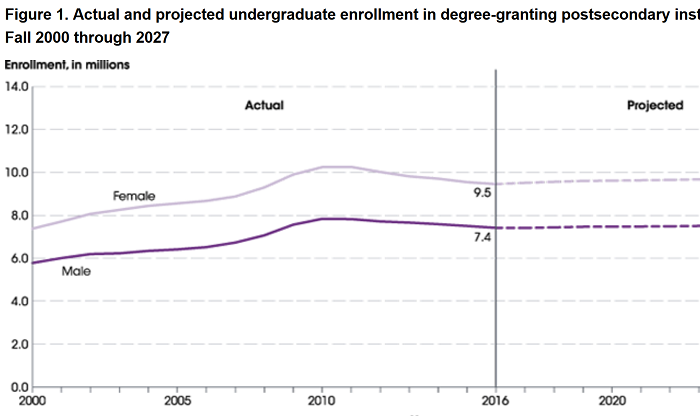 Figure 1. Actual and projected undergraduate enrollment in degree-granting postsecondary inst
Fall 2000 through 2027
Enrollment, in millions
14.0
Actual
Projected
12.0
10.0
Female
9.5
8.0
7.4
6.0
Male
4.0
2.0
0.0
2000 2005 2010 2016 2020